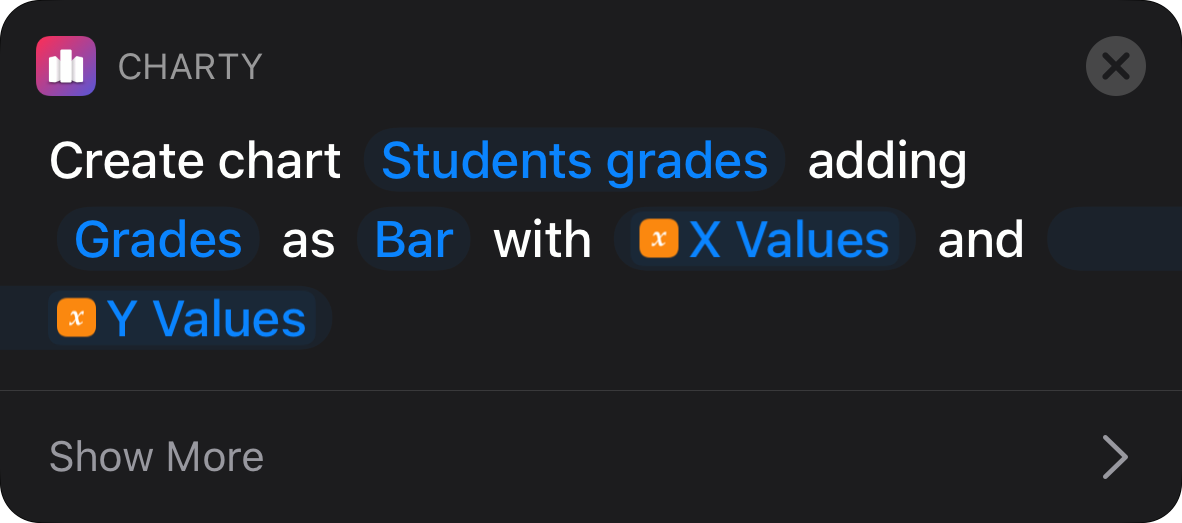 CHARTY
Create chart Students grades adding
Grades as Bar with x X Values and
x Y Values
Show More